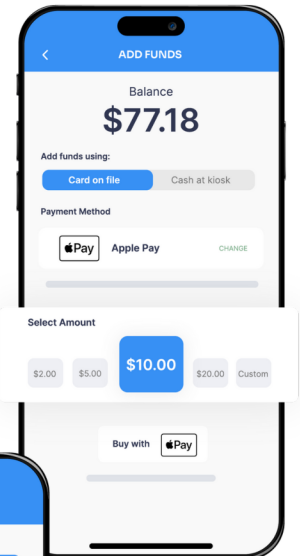 ADD FUNDS
Balance
$77.18
Add funds using:
Card on file
Cash at kiosk
Payment Method
Pay Apple Pay CHANGE
Select Amount
$2.00 $5.00 $10.00 $20.00 Custom
Buy with Pay